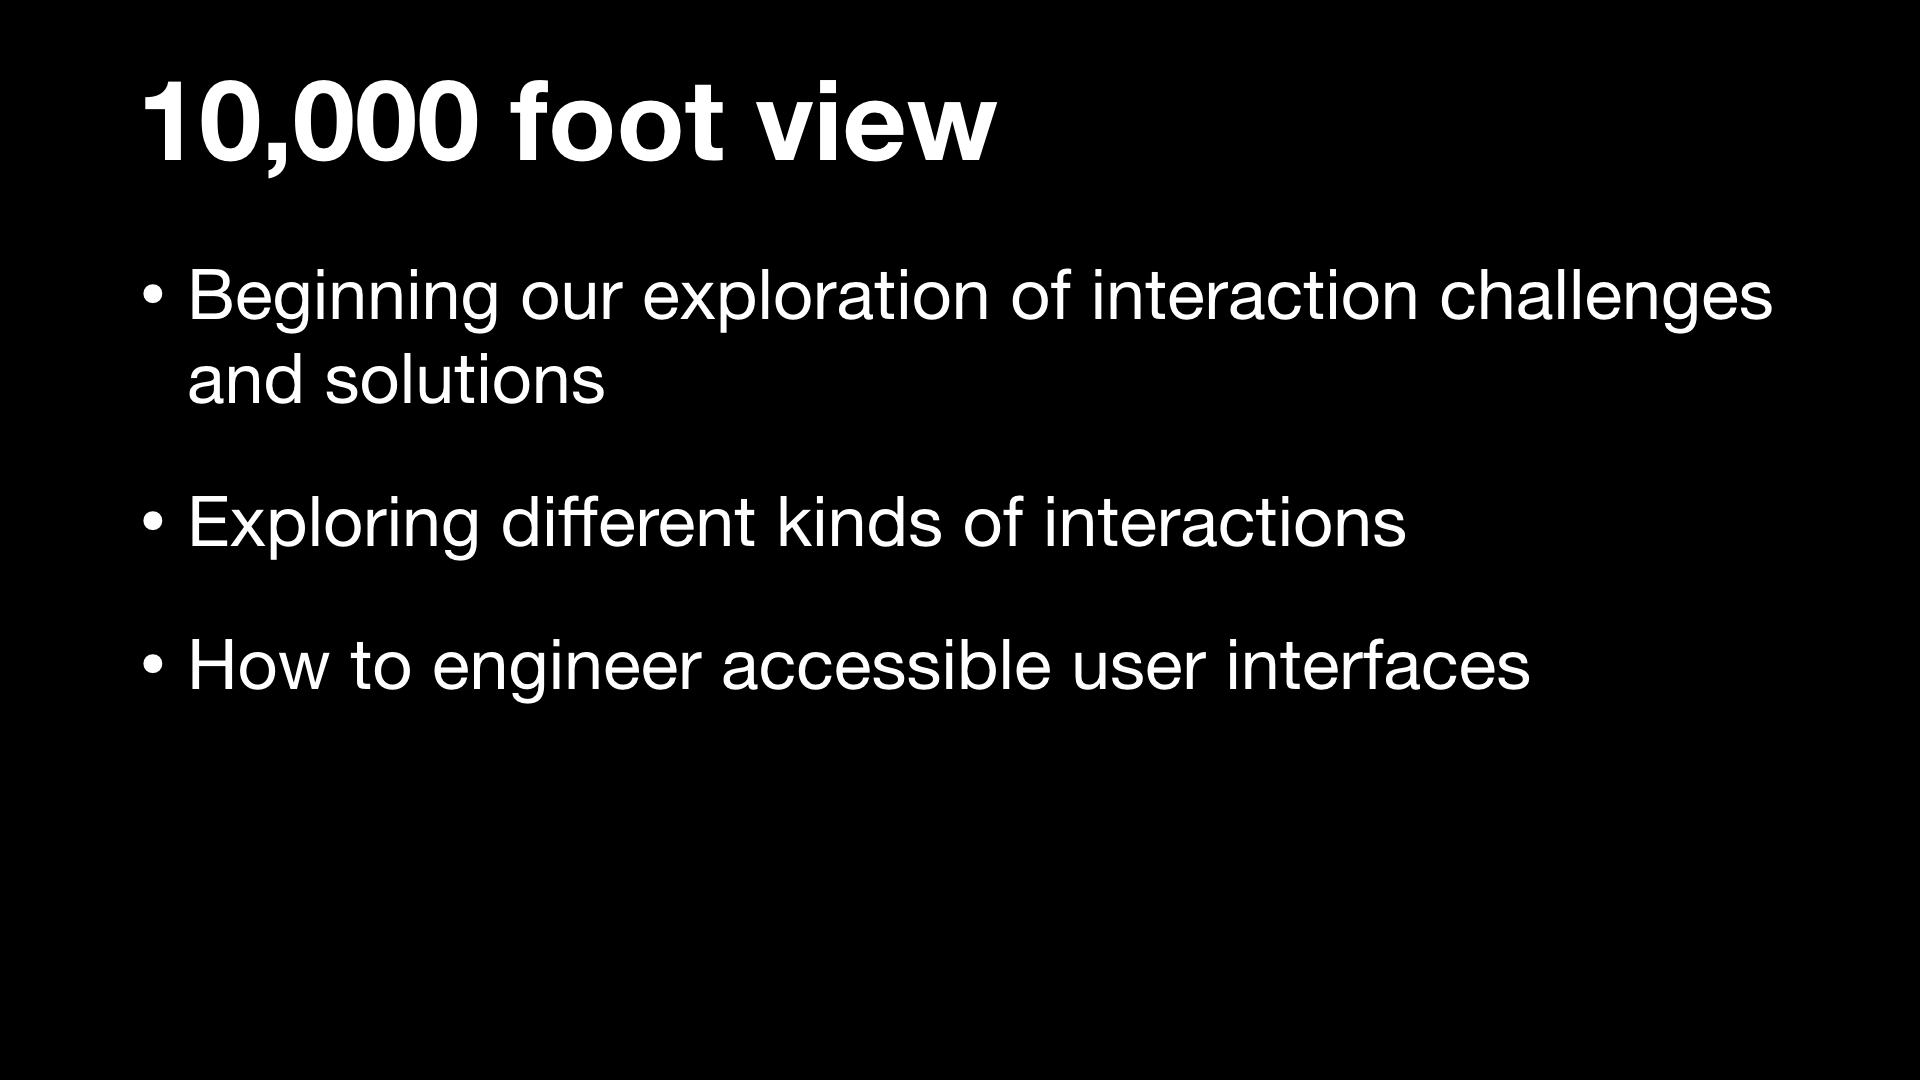 10,000 foot view
• Beginning our exploration of interaction challenges
and solutions
• Exploring different kinds of interactions
• How to engineer accessible user interfaces